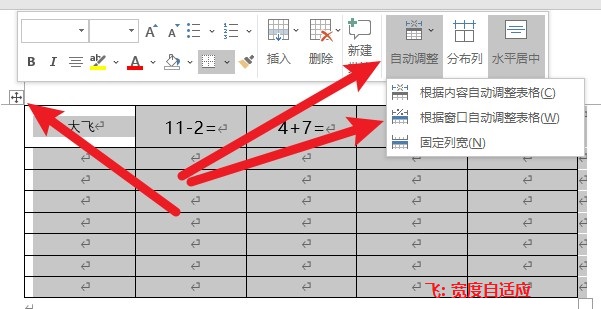 插入 删除 新建 自动调整 分布列 水平居中
B I A
根据内容自动调整表格(C)
根据窗口自动调整表格(W)
固定列宽(N)
大飞 11-2= 4+7=
飞: 宽度自适应